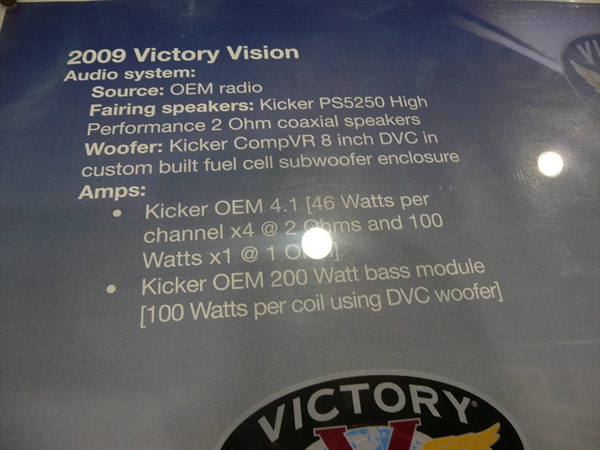 2009 Victory Vision
Audio system:
Source: OEM radio
Fairing speakers: Kicker PS5250 High
Performance 2 Ohm coaxial speakers
Woofer: Kicker CompVR 8 inch DVC in
custom built fuel cell subwoofer enclosure
Amps:
• Kicker OEM 4.1 [46 Watts per
channel x4 @ 2 Ohms and 100
Watts x1 @ 1 Ohm]
• Kicker OEM 200 Watt bass module
[100 Watts per coil using DVC woofer]
VICTORY®